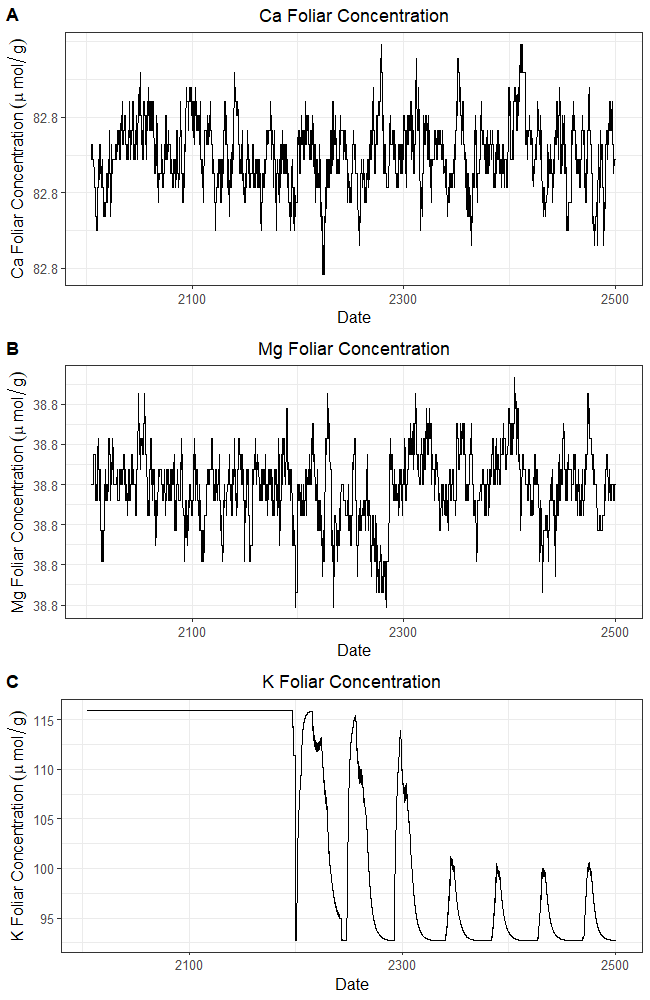 A
Ca Foliar Concentration
Ca Foliar Concentration (μ mol/g)
82.8
82.8
82.8
2100
2300
2500
Date
B
Mg Foliar Concentration
Mg Foliar Concentration (μ mol/g)
38.8
38.8
38.8
38.8
38.8
38.8
2100
2300
2500
Date
C
K Foliar Concentration
K Foliar Concentration (μ mol/g)
115
110
105
100
95
2100
2300
2500
Date